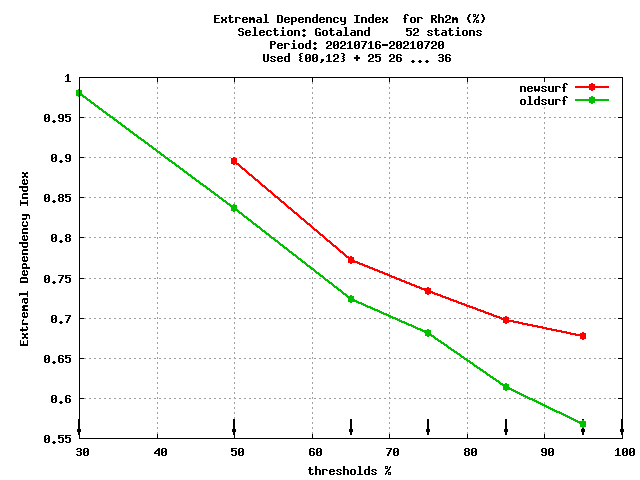 Extremal Dependency Index  for Rh2m (%)
Selection: Gotaland     52 stations
Period: 20210716-20210720
Used {00,12} + 25 26 ... 36
newsurf
oldsurf
Extremal Dependency Index
1
0.95
0.9
0.85
0.8
0.75
0.7
0.65
0.6
0.55
30 40 50 60 70 80 90 100
thresholds %